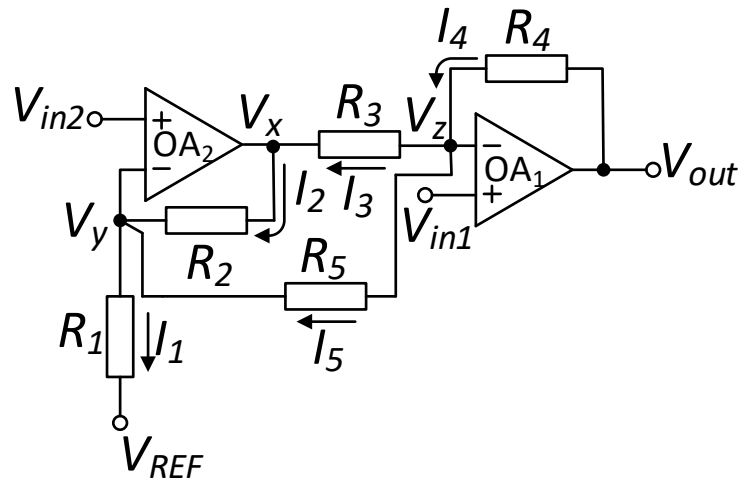 I4
R4
Vin2
+
OA2
−
Vx
R3
Vz
I3
I2
−
OA1
+
Vout
Vin1
Vy
R2
R5
I5
R1
I1
VREF